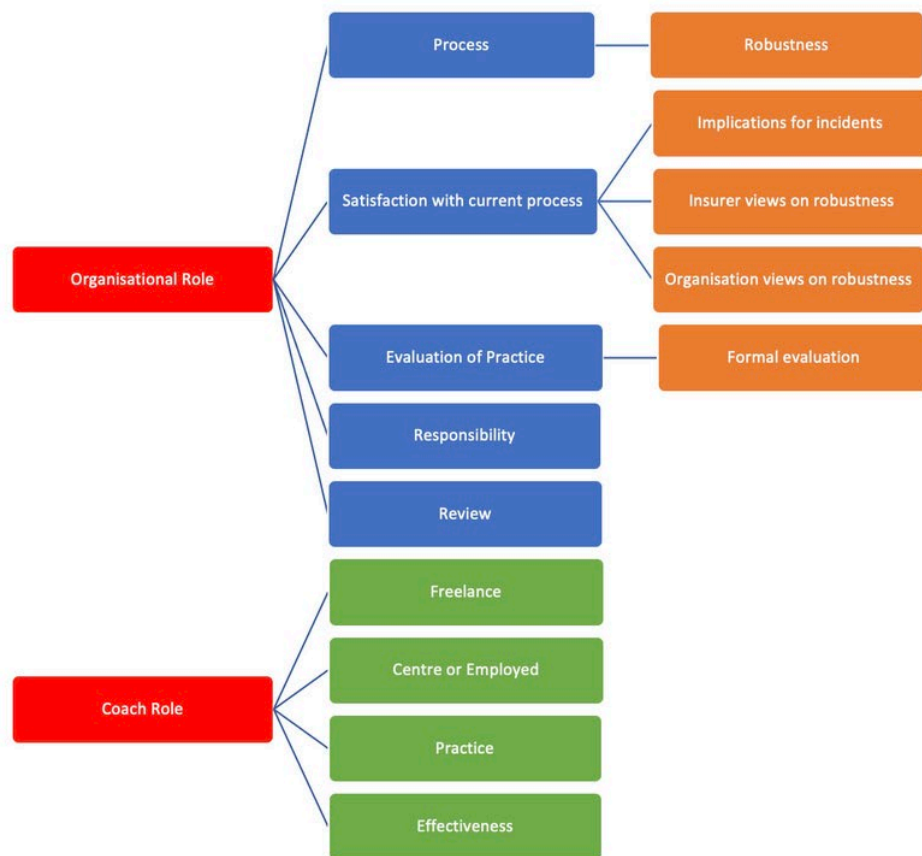 Process
Robustness
Implications for incidents
Satisfaction with current process
Insurer views on robustness
Organisational Role
Organisation views on robustness
Evaluation of Practice
Formal evaluation
Responsibility
Review
Freelance
Centre or Employed
Coach Role
Practice
Effectiveness